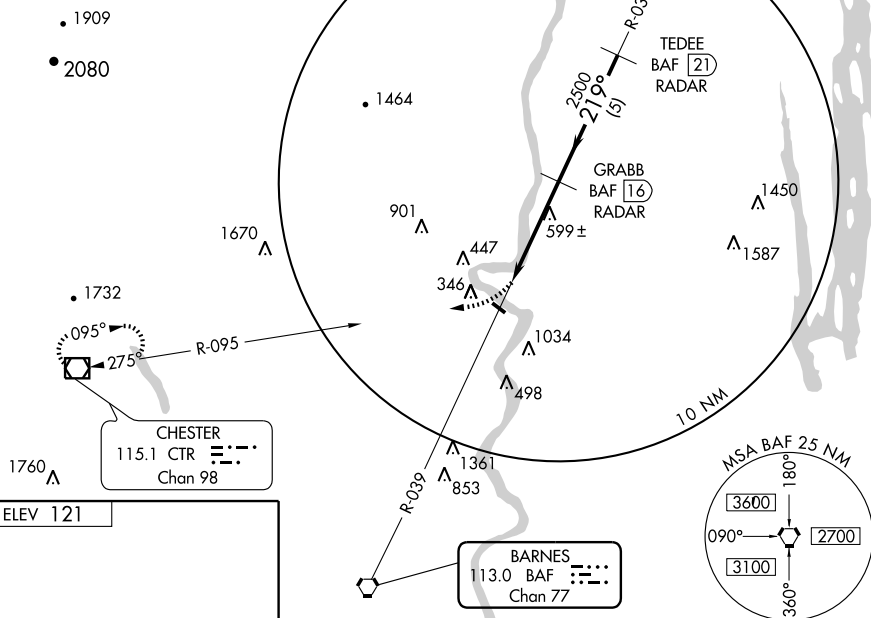 1909
2080
1464
R-03
TEDEE
BAF 21
RADAR
2500
219°
(5)
GRABB
BAF 16
RADAR
1450
1587
599±
901
447
346
1670
1732
095°
275°
R-095
1034
498
10 NM
CHESTER
115.1 CTR
Chan 98
1760
1361
853
R-039
ELEV 121
BARNES
113.0 BAF
Chan 77
MSA BAF 25 NM
180°
3600
090°
2700
3100
360°